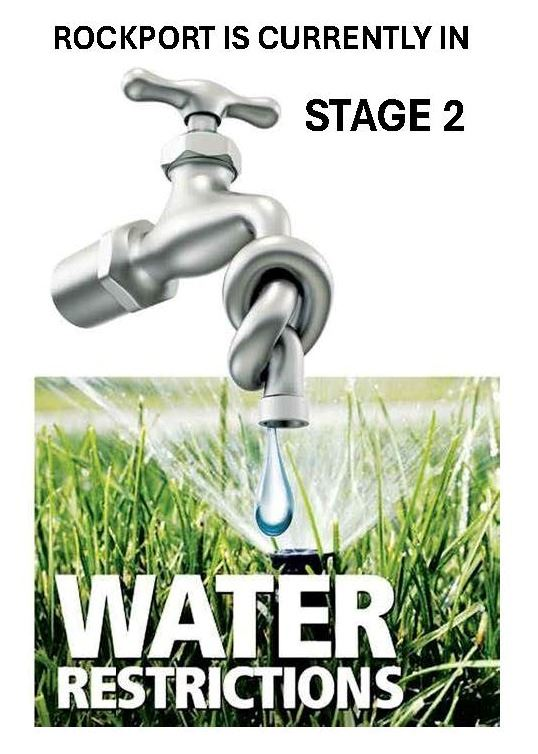 ROCKPORT IS CURRENTLY IN
STAGE 2
WATER
RESTRICTIONS